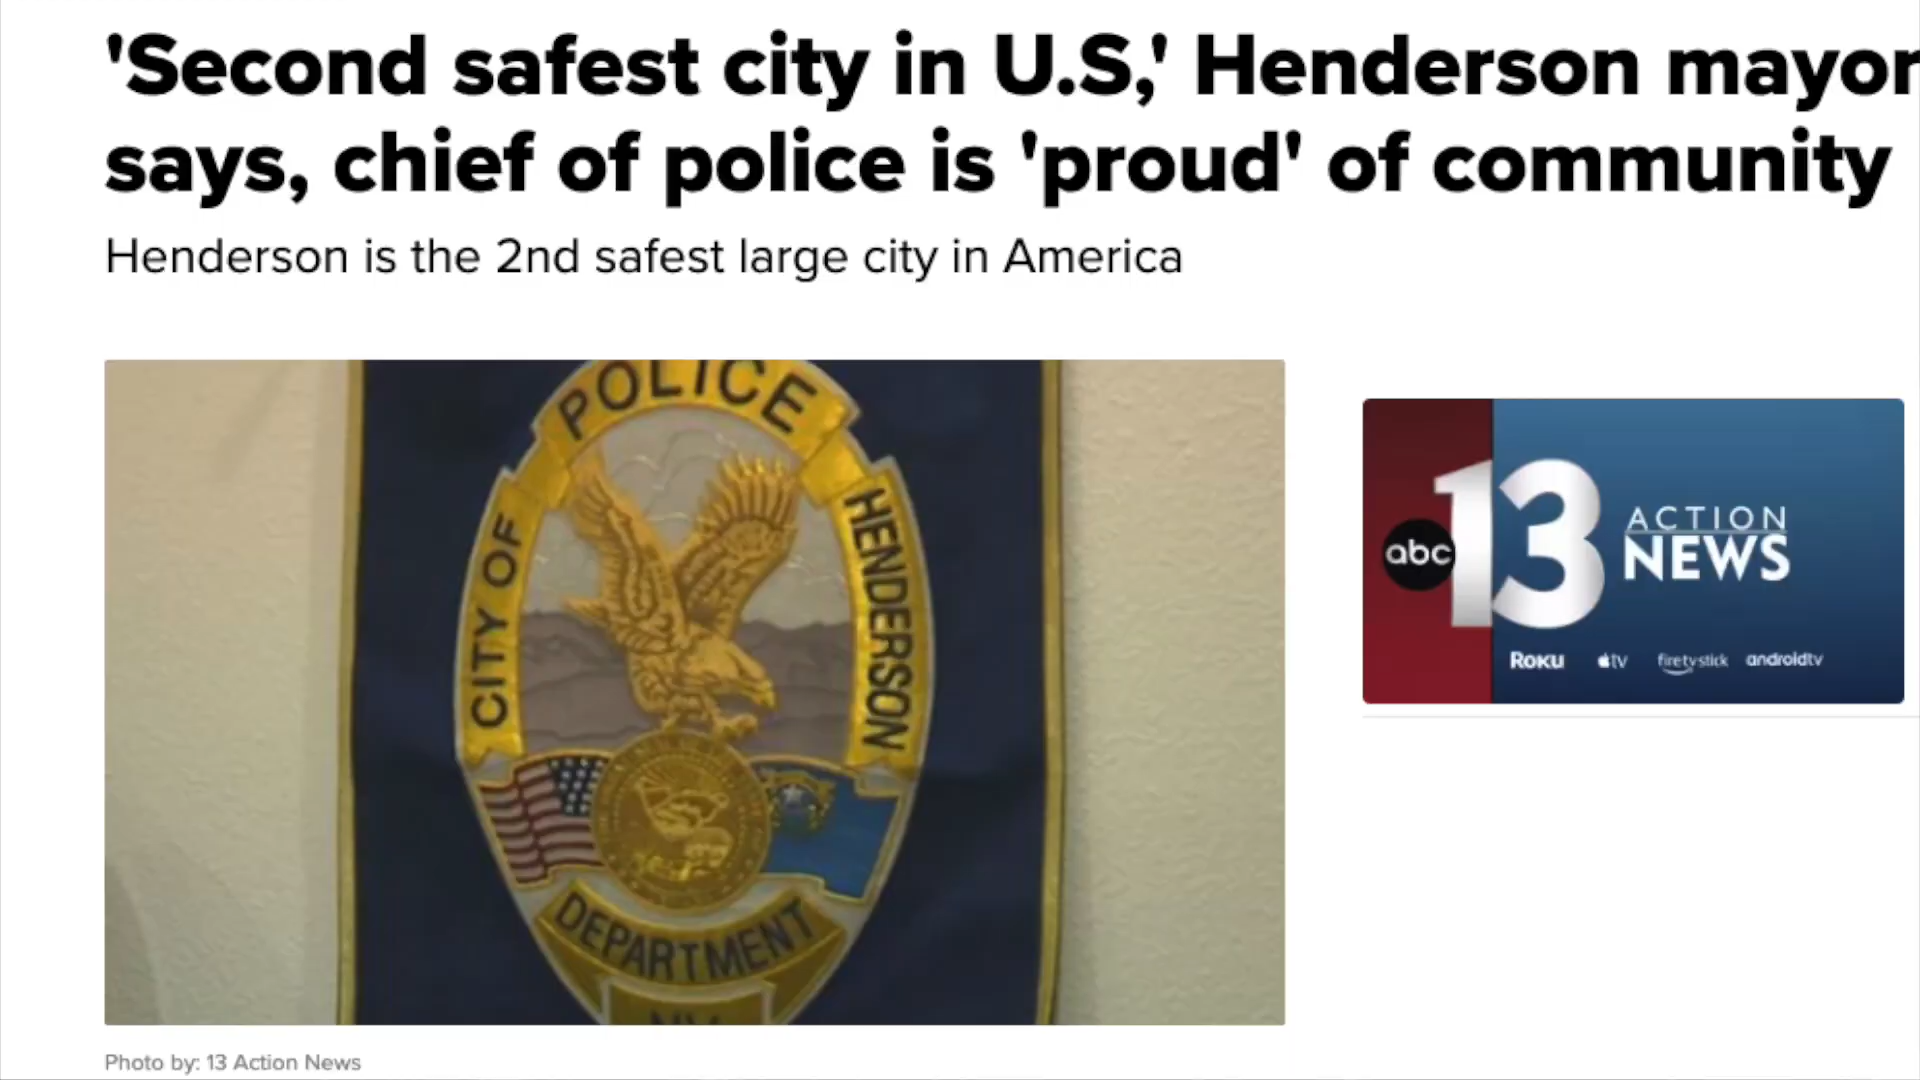 'Second safest city in U.S,' Henderson mayor
says, chief of police is 'proud' of community
Henderson is the 2nd safest large city in America
POLICE
CITY OF
HENDERSON
DEPARTMENT
abc
13
ACTION
NEWS
Roku tv firetvstick androidtv
Photo by: 13 Action News